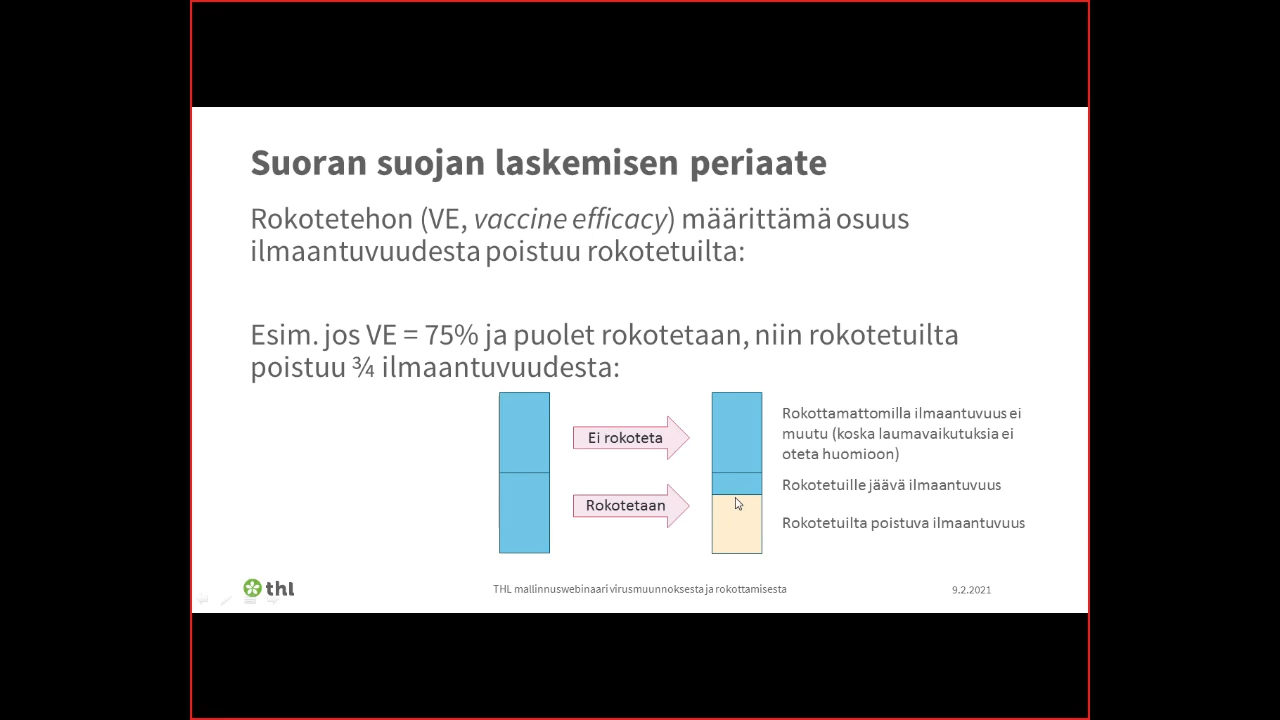 Suoran suojan laskemisen periaate
Rokotetehon (VE, vaccine efficacy) määrittämä osuus
ilmaantuvuudesta poistuu rokotetuilta:
Esim. jos VE = 75% ja puolet rokotetaan, niin rokotetuilta
poistuu ¾ ilmaantuvuudesta:
Ei rokoteta
Rokotetaan
Rokottamattomilla ilmaantuvuus ei
muutu (koska laumavaikutuksia ei
oteta huomioon)
Rokotetuille jäävä ilmaantuvuus
Rokotetuilta poistuva ilmaantuvuus
thl
THL mallinnuswebinaari virusmuunnoksesta ja rokottamisesta
9.2.2021